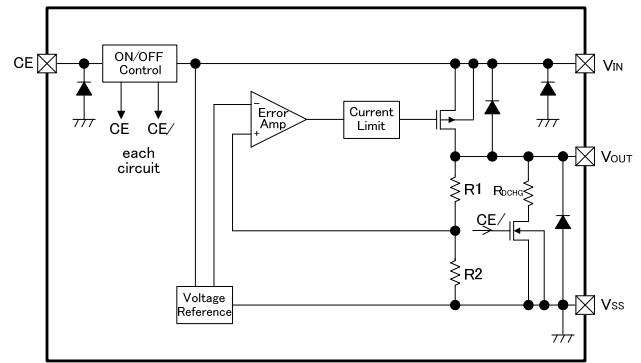 CE
ON/OFF
Control
CE CE/
each
circuit
−
Error
Amp
+
Current
Limit
VIN
VOUT
R1
RDCHG
CE/
R2
Voltage
Reference
VSS